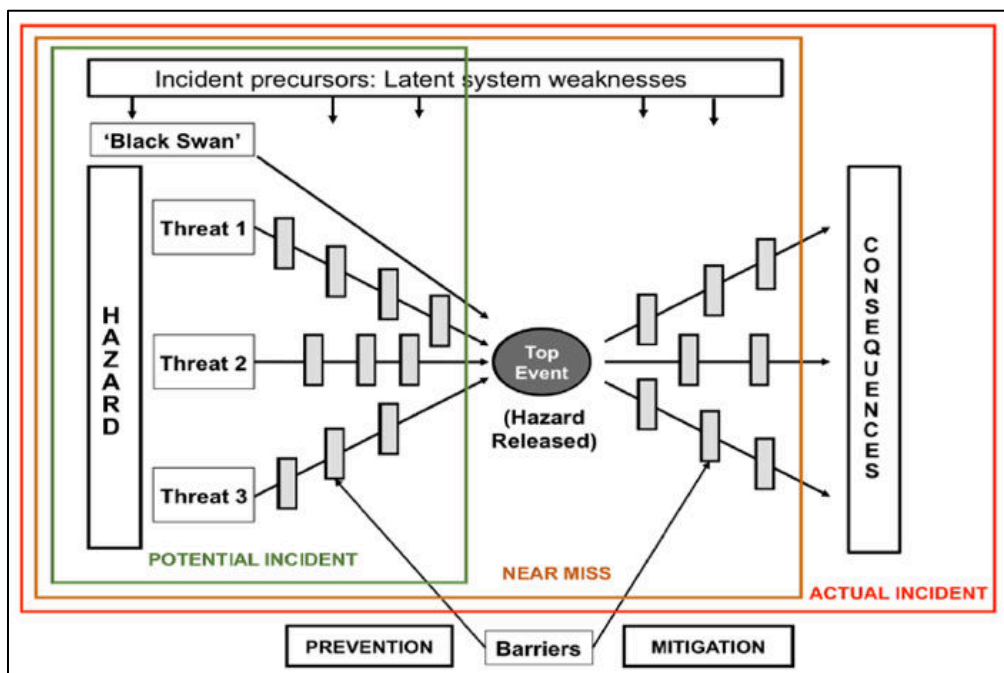 Incident precursors: Latent system weaknesses
‘Black Swan’
HAZARD
Threat 1
Threat 2
Threat 3
Top
Event
(Hazard
Released)
CONSEQUENCES
POTENTIAL INCIDENT
NEAR MISS
ACTUAL INCIDENT
PREVENTION
Barriers
MITIGATION